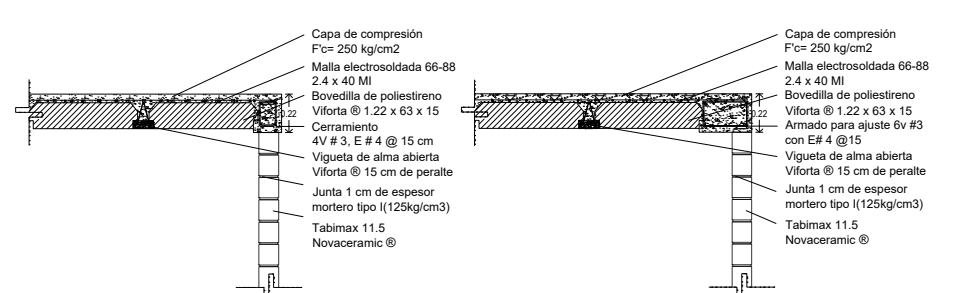 Capa de compresión
F'c= 250 kg/cm2
Malla electrosoldada 66-88
2.4 x 40 Ml
Bovedilla de poliestireno
Viforta ® 1.22 x 63 x 15
0.22
Cerramiento
4V # 3, E # 4 @ 15 cm
Vigueta de alma abierta
Viforta ® 15 cm de peralte
Junta 1 cm de espesor
mortero tipo I(125kg/cm3)
Tabimax 11.5
Novaceramic ®
Capa de compresión
F'c= 250 kg/cm2
Malla electrosoldada 66-88
2.4 x 40 Ml
Bovedilla de poliestireno
Viforta ® 1.22 x 63 x 15
0.22
Armado para ajuste 6v #3
con E# 4 @15
Vigueta de alma abierta
Viforta ® 15 cm de peralte
Junta 1 cm de espesor
mortero tipo I(125kg/cm3)
Tabimax 11.5
Novaceramic ®